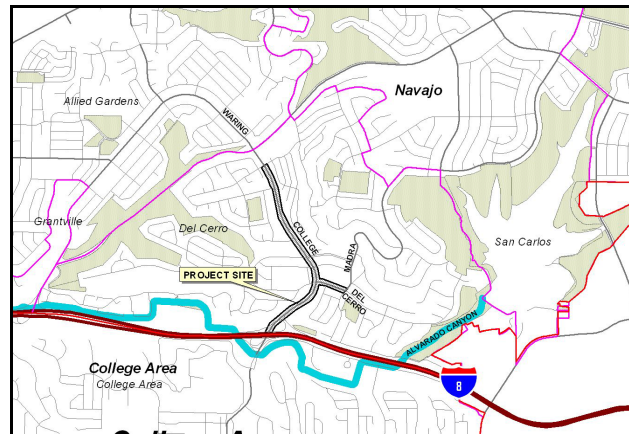 Navajo
Allied Gardens
WARING
Grantville
Del Cerro
COLLEGE
MADRA
San Carlos
PROJECT SITE
DEL
CERRO
ALVARADO CANYON
College Area
College Area
8